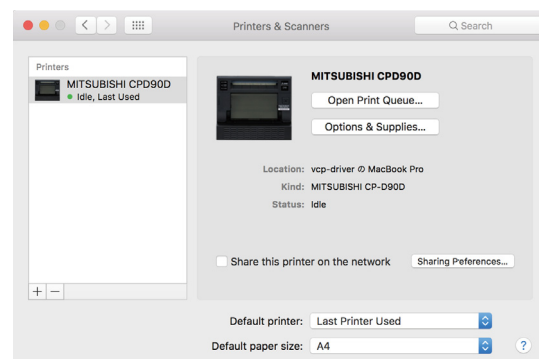 Printers & Scanners
Search
Printers
MITSUBISHI CPD90D
Idle, Last Used
MITSUBISHI CPD90D
Open Print Queue...
Options & Supplies...
Location: vcp-driver の MacBook Pro
Kind: MITSUBISHI CP-D90D
Status: Idle
Share this printer on the network Sharing Peferences...
+ −
Default printer: Last Printer Used
Default paper size: A4 ?